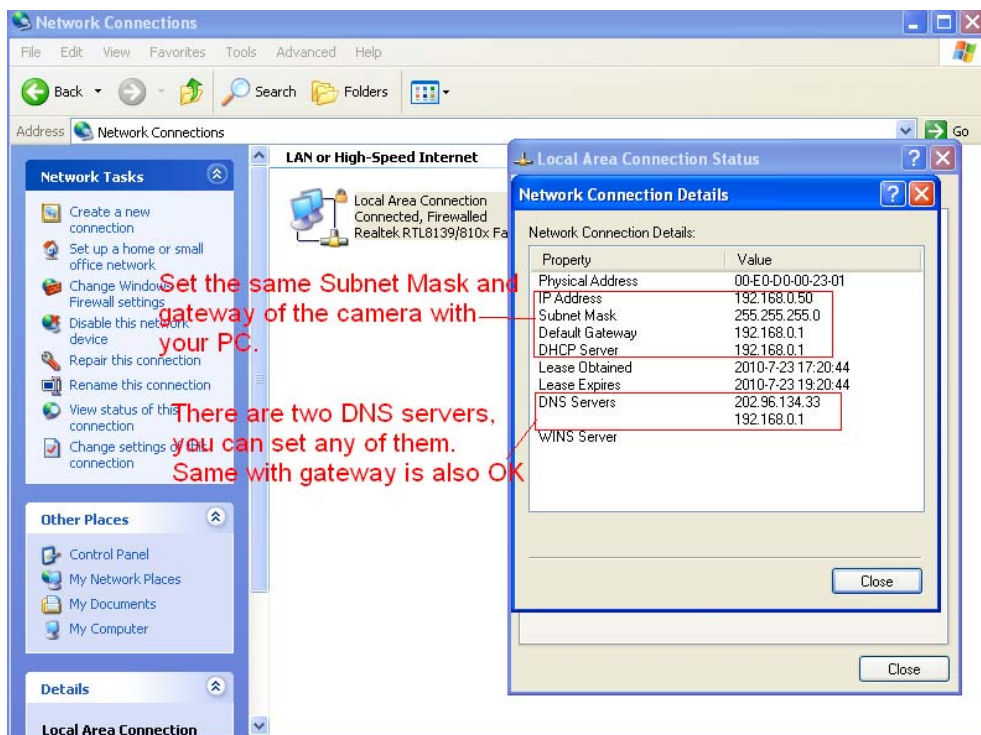 Network Connections
File Edit View Favorites Tools Advanced Help
Back Search Folders
Address Network Connections Go
Network Tasks
Create a new
connection
Set up a home or small
office network
Change Windows
Firewall settings
Disable this network
device
Repair this connection
Rename this connection
View status of this
connection
Change settings of this
connection
Other Places
Control Panel
My Network Places
My Documents
My Computer
Details
Local Area Connection
LAN or High-Speed Internet
Local Area Connection
Connected, Firewalled
Realtek RTL8139/810x Fa
Set the same Subnet Mask and
gateway of the camera with
your PC.
There are two DNS servers,
you can set any of them.
Same with gateway is also OK
Local Area Connection Status
Network Connection Details
Network Connection Details:
Property Value
Physical Address 00-E0-D0-00-23-01
IP Address 192.168.0.50
Subnet Mask 255.255.255.0
Default Gateway 192.168.0.1
DHCP Server 192.168.0.1
Lease Obtained 2010-7-23 17:20:44
Lease Expires 2010-7-23 19:20:44
DNS Servers 202.96.134.33
192.168.0.1
WINS Server
Close
Close